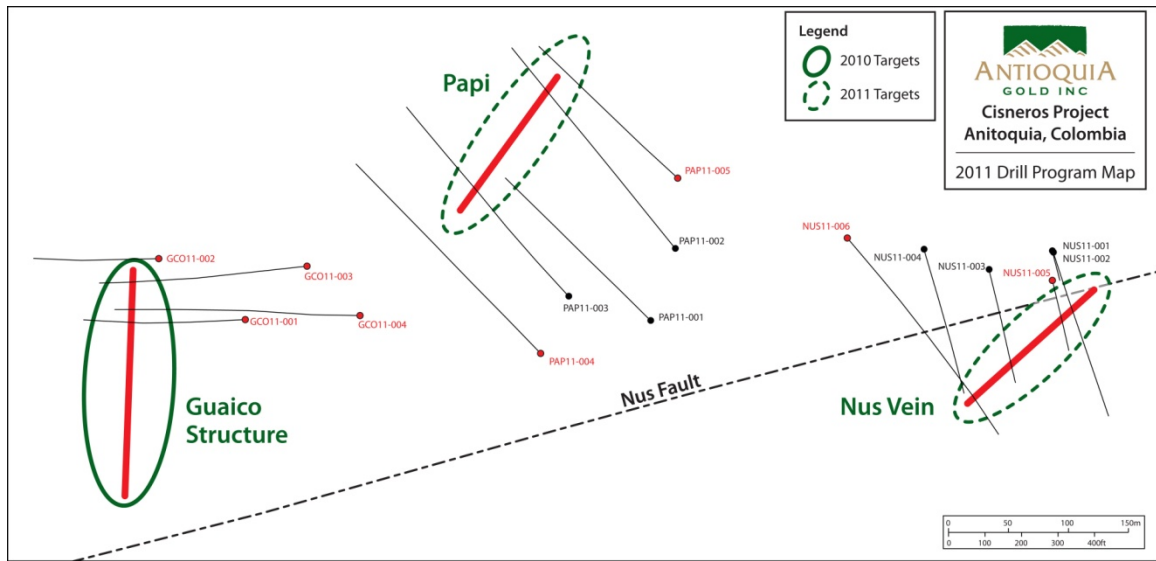 Legend
2010 Targets
2011 Targets
ANTIOQUIA
GOLD INC
Cisneros Project
Anitoquia, Colombia
2011 Drill Program Map
Papi
PAP11-005
PAP11-002
PAP11-003
PAP11-001
PAP11-004
GCO11-002
GCO11-003
GCO11-001
GCO11-004
Guaico
Structure
Nus Fault
NUS11-006
NUS11-004
NUS11-003
NUS11-001
NUS11-002
NUS11-005
Nus Vein
0 50 100 150m
0 100 200 300 400ft